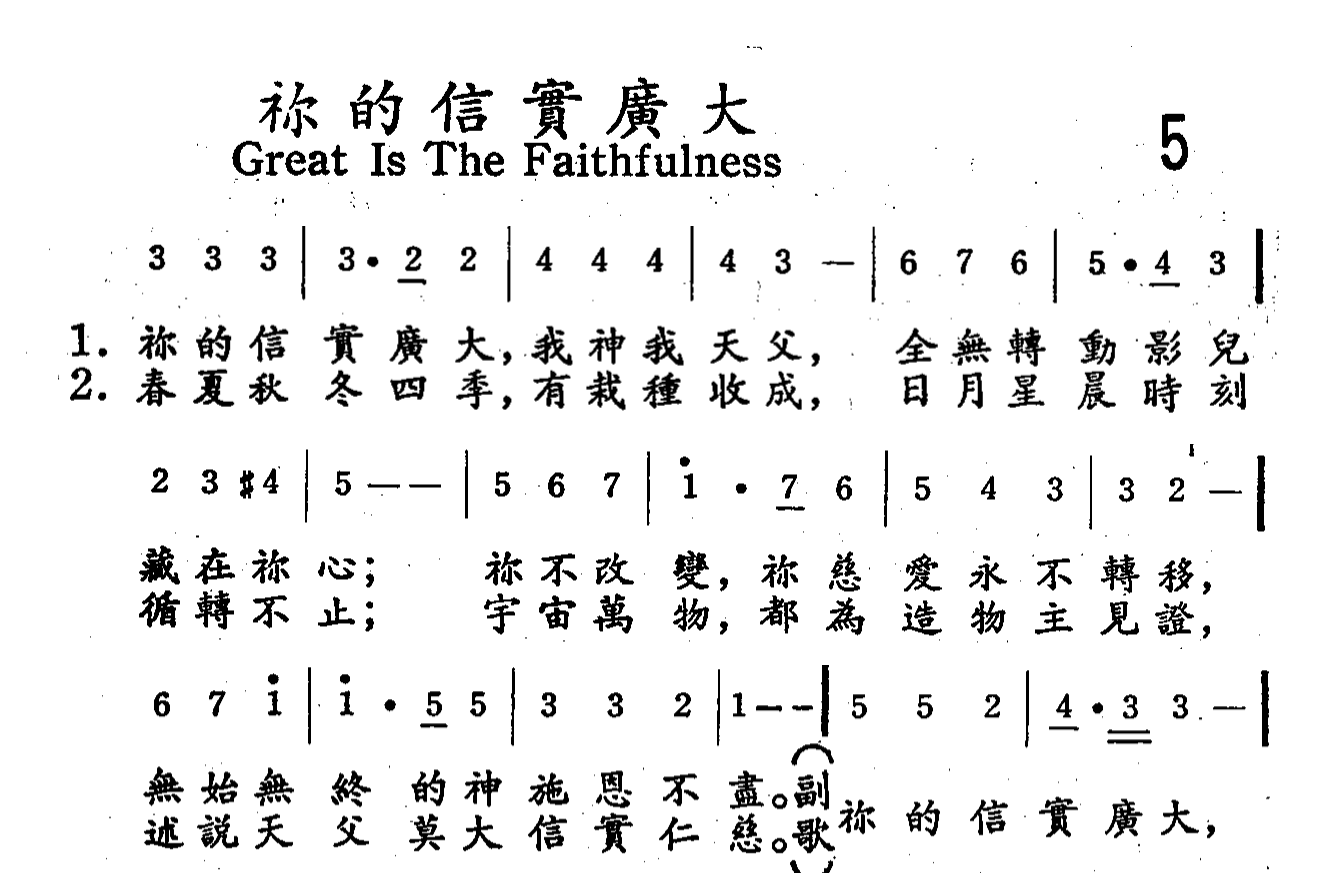 祢的信實廣大
Great Is The Faithfulness
5
3 3 3 | 3 • 2 2 | 4 4 4 | 4 3 — | 6 7 6 | 5 • 4 3 |
1. 祢的信實廣大,我神我天父, 全無轉動影兒
2. 春夏秋冬四季,有栽種收成, 日月星晨時刻
2 3 #4 | 5 — — | 5 6 7 | i • 7 6 | 5 4 3 | 3 2 — |
藏在祢心; 祢不改變,祢慈愛永不轉移,
循轉不止; 宇宙萬物,都為造物主見證,
6 7 i | i • 5 5 | 3 3 2 | 1 — — | 5 5 2 | 4 • 3 3 — |
無始無終的神施恩不盡。
述說天父莫大信實仁慈。
(副歌) 祢的信實廣大,